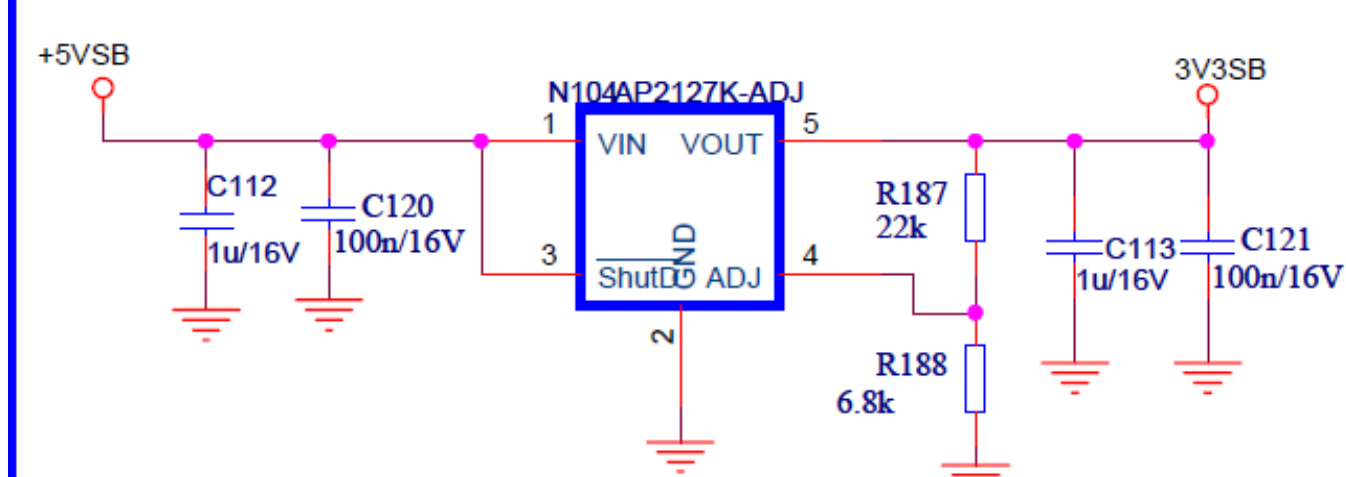 +5VSB
3V3SB
N104AP2127K-ADJ
1
VIN
VOUT
5
C112
1u/16V
C120
100n/16V
3
ShutD
GND
ADJ
4
2
R187
22k
R188
6.8k
C113
1u/16V
C121
100n/16V